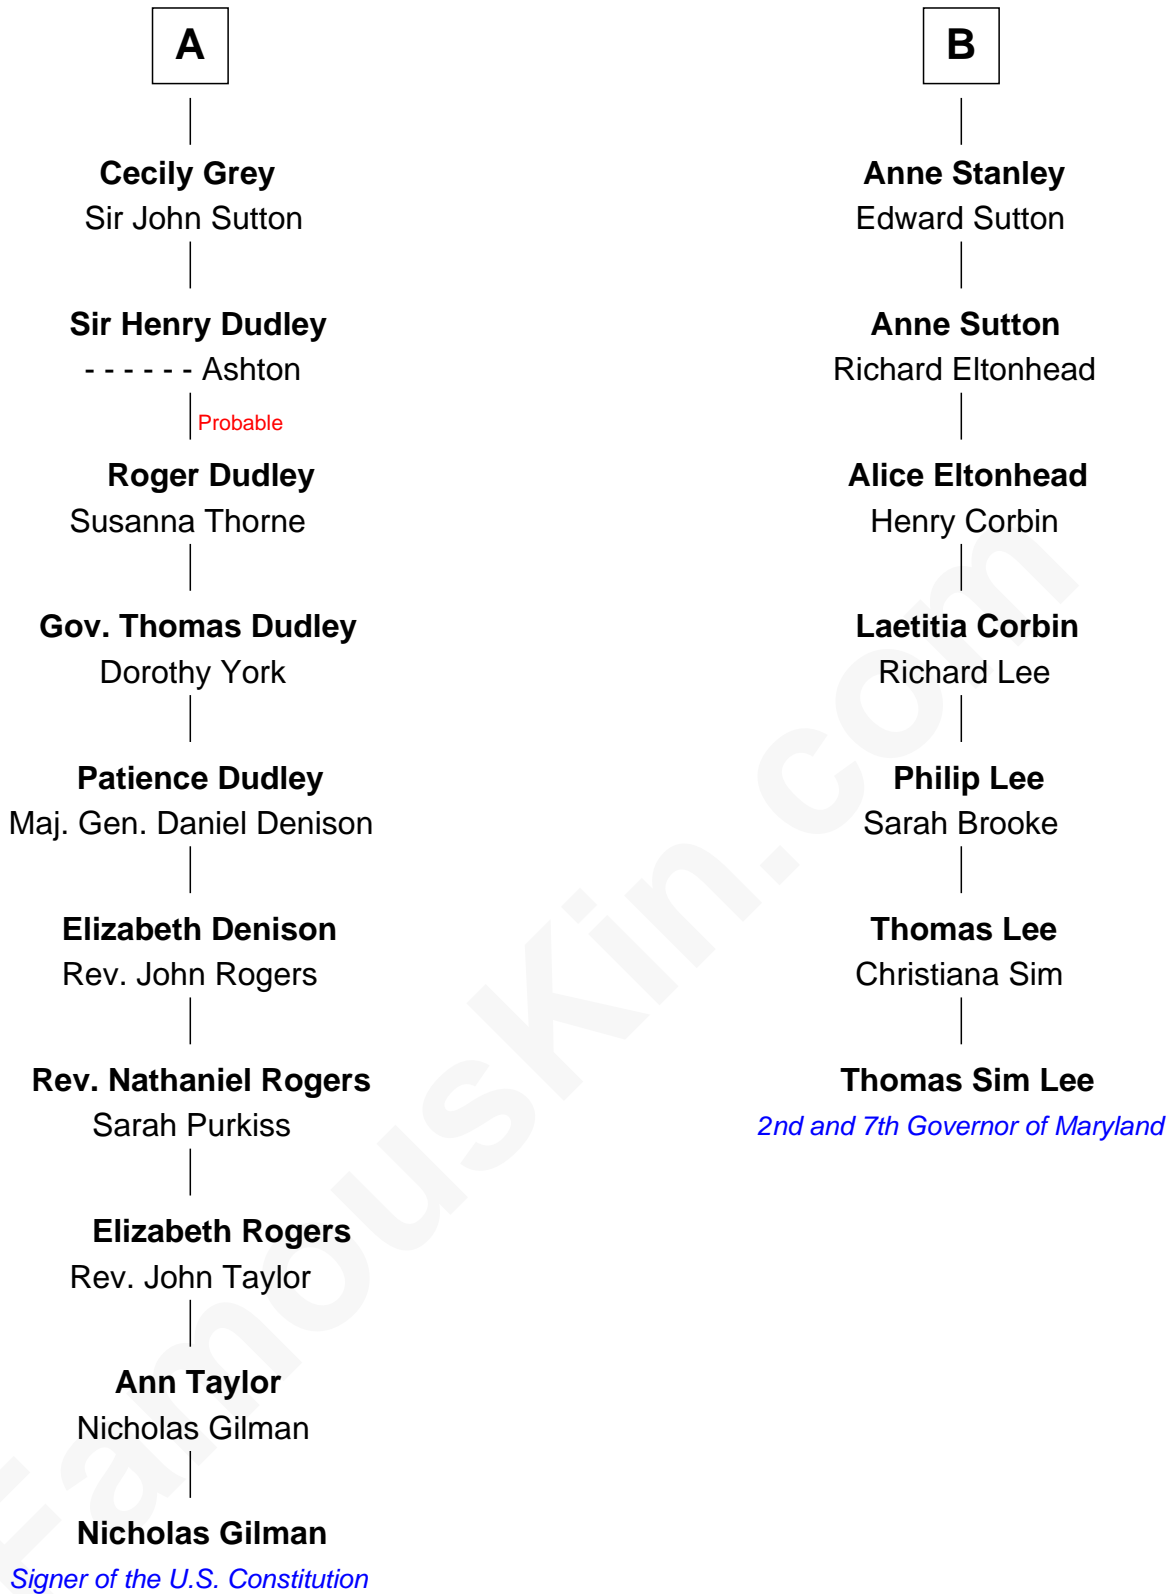 A
Cecily Grey
Sir John Sutton
Sir Henry Dudley
- - - - - - Ashton
Probable
Roger Dudley
Susanna Thorne
Gov. Thomas Dudley
Dorothy York
Patience Dudley
Maj. Gen. Daniel Denison
Elizabeth Denison
Rev. John Rogers
Rev. Nathaniel Rogers
Sarah Purkiss
Elizabeth Rogers
Rev. John Taylor
Ann Taylor
Nicholas Gilman
Nicholas Gilman
Signer of the U.S. Constitution
B
Anne Stanley
Edward Sutton
Anne Sutton
Richard Eltonhead
Alice Eltonhead
Henry Corbin
Laetitia Corbin
Richard Lee
Philip Lee
Sarah Brooke
Thomas Lee
Christiana Sim
Thomas Sim Lee
2nd and 7th Governor of Maryland
FamousKin.com